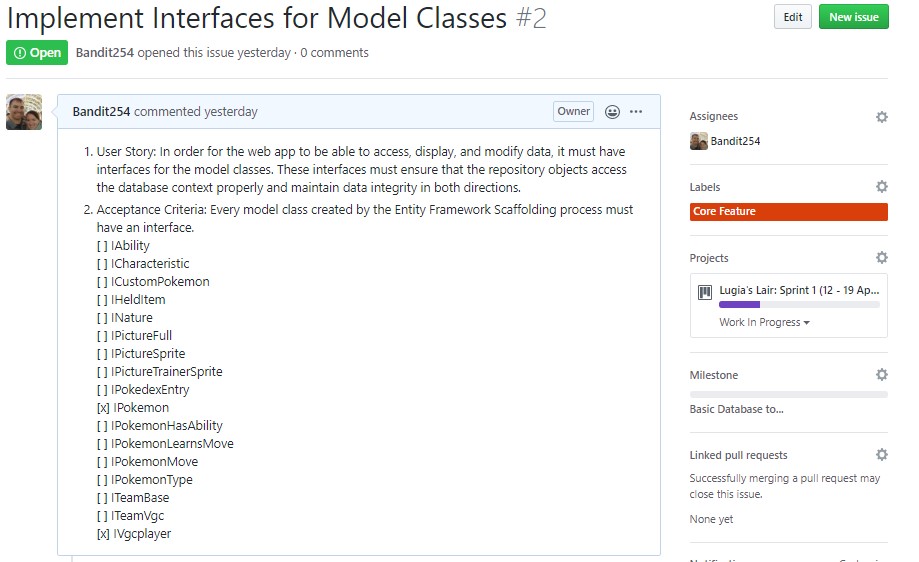 Implement Interfaces for Model Classes #2
Edit
New issue
Open
Bandit254 opened this issue yesterday · 0 comments
Bandit254 commented yesterday
Owner
1. User Story: In order for the web app to be able to access, display, and modify data, it must have
interfaces for the model classes. These interfaces must ensure that the repository objects access
the database context properly and maintain data integrity in both directions.
2. Acceptance Criteria: Every model class created by the Entity Framework Scaffolding process must
have an interface.
[ ] IAbility
[ ] ICharacteristic
[ ] ICustomPokemon
[ ] IHeldItem
[ ] INature
[ ] IPictureFull
[ ] IPictureSprite
[ ] IPictureTrainerSprite
[ ] IPokedexEntry
[x] IPokemon
[ ] IPokemonHasAbility
[ ] IPokemonLearnsMove
[ ] IPokemonMove
[ ] IPokemonType
[ ] ITeamBase
[ ] ITeamVgc
[x] IVgcplayer
Assignees
Bandit254
Labels
Core Feature
Projects
Lugia's Lair: Sprint 1 (12 - 19 Ap...
Work In Progress
Milestone
Basic Database to...
Linked pull requests
Successfully merging a pull request may
close this issue.
None yet